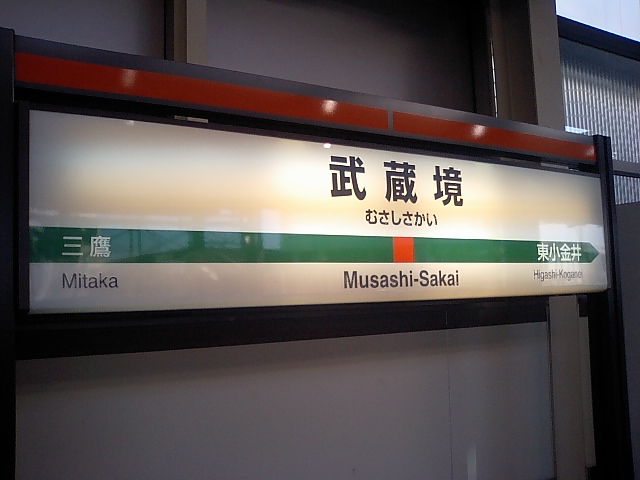 武蔵境
むさしさかい
三鷹
東小金井
Mitaka
Musashi-Sakai
Higashi-Koganei